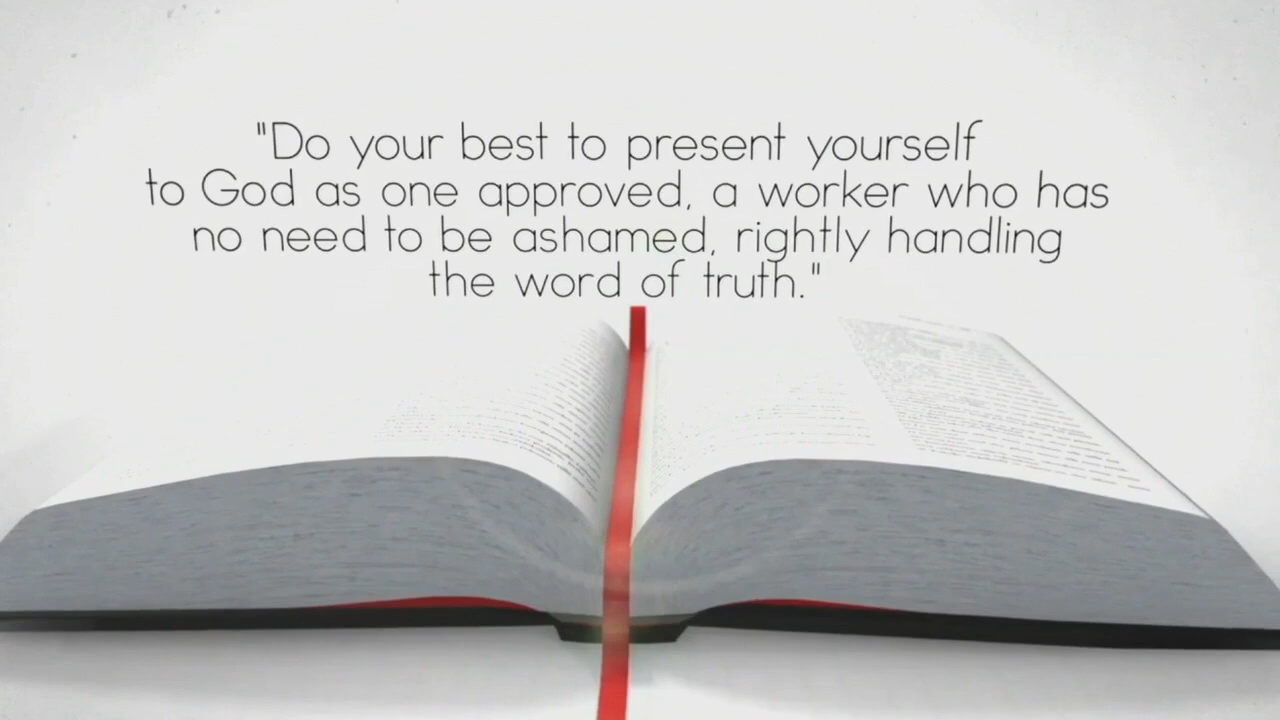 "Do your best to present yourself
to God as one approved, a worker who has
no need to be ashamed, rightly handling
the word of truth."